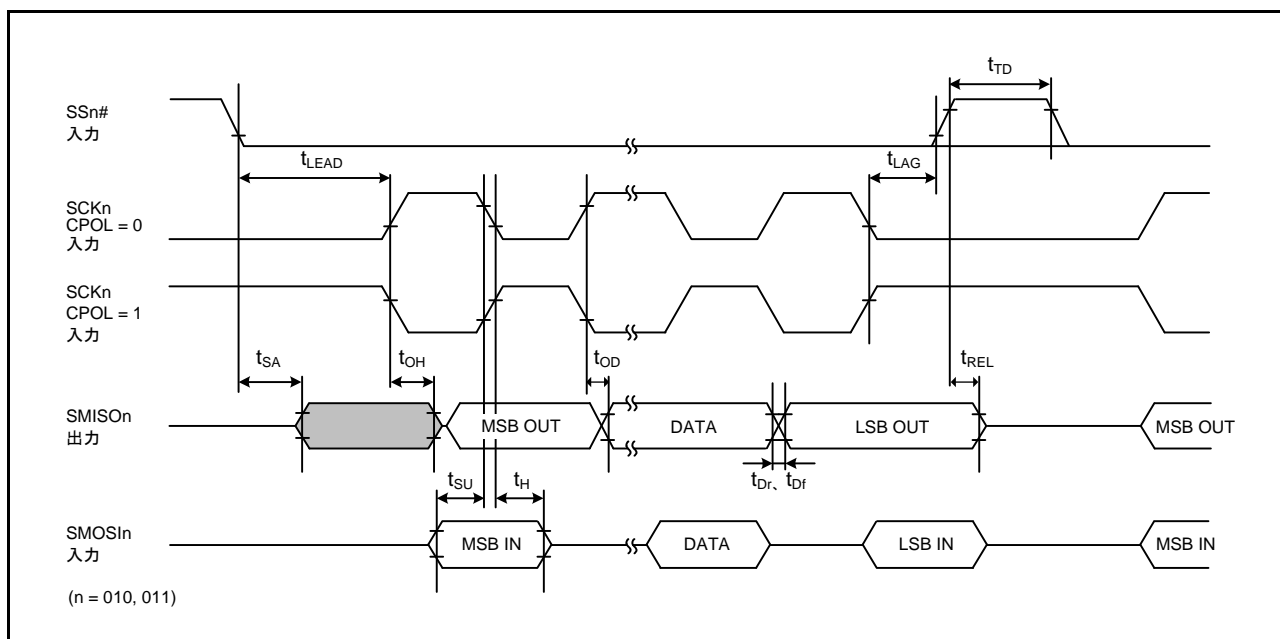 t_TD
SSn#
入力
t_LEAD
t_LAG
SCKn
CPOL = 0
入力
SCKn
CPOL = 1
入力
t_SA
t_OH
t_OD
t_REL
SMISOn
出力
MSB OUT
DATA
LSB OUT
MSB OUT
t_SU
t_H
t_Dr、t_Df
SMOSIn
入力
MSB IN
DATA
LSB IN
MSB IN
(n = 010, 011)